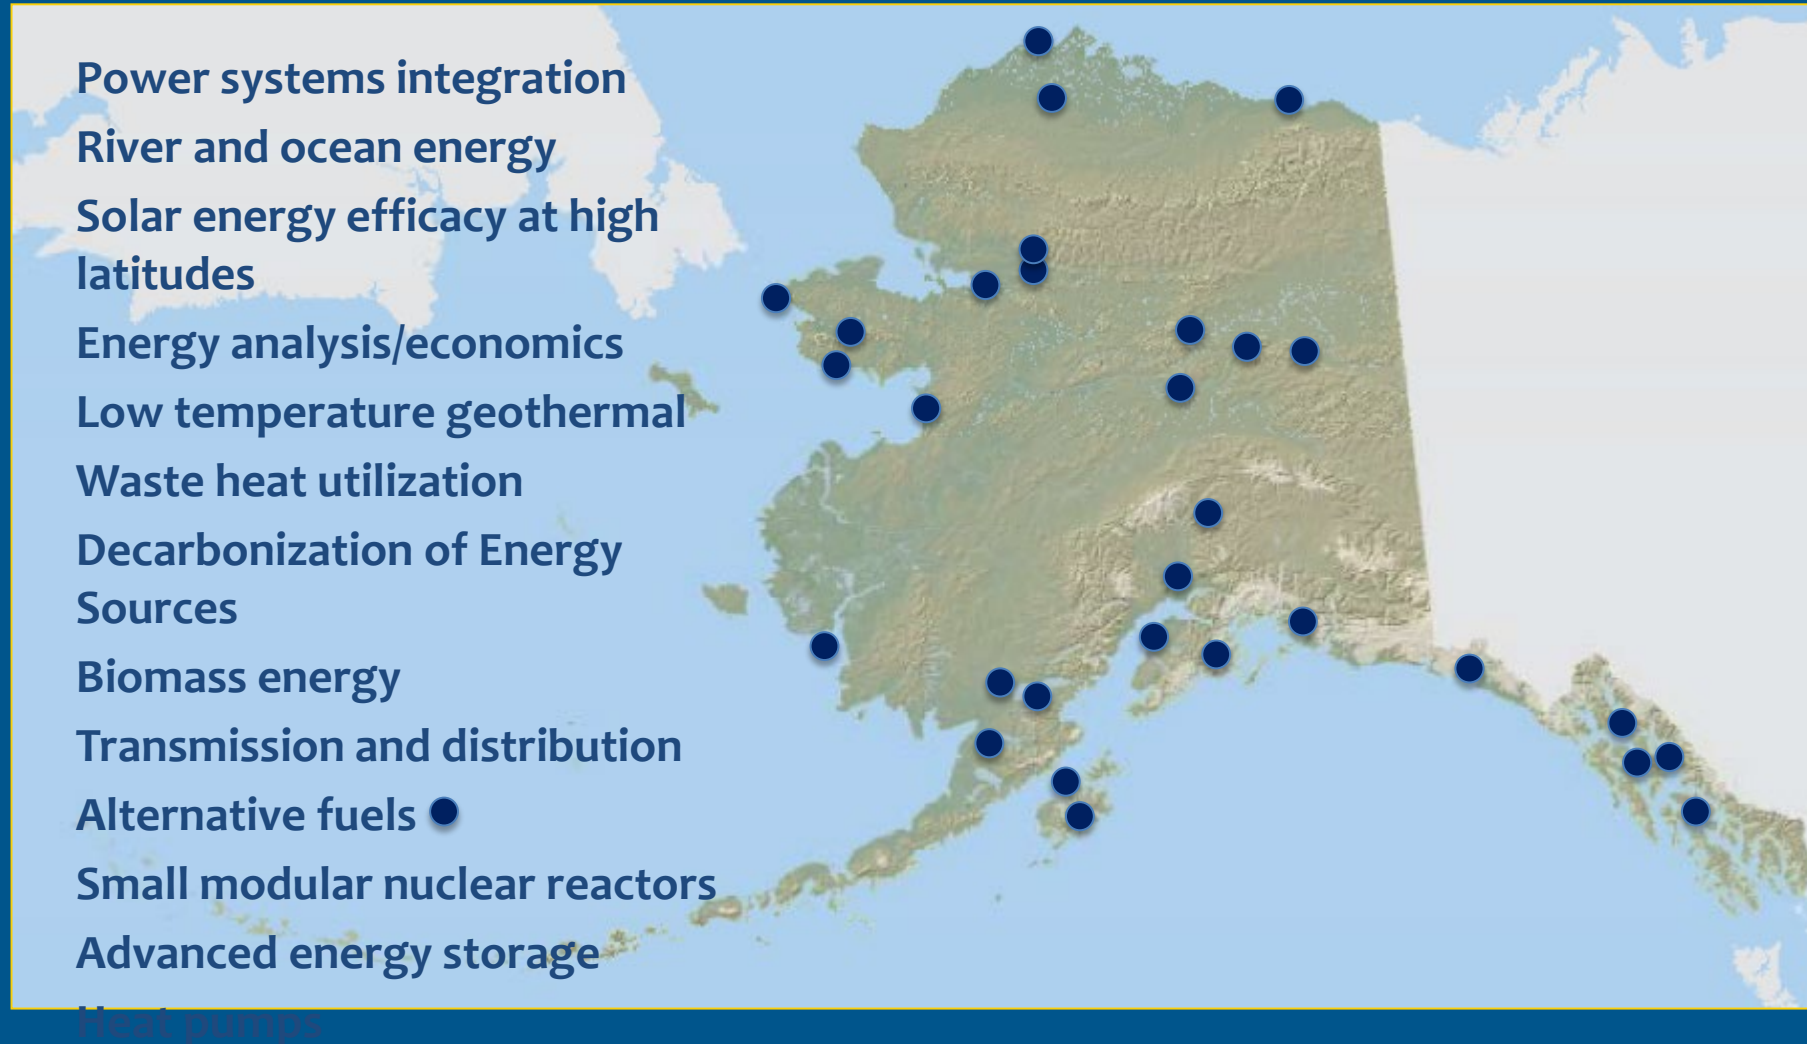 Power systems integration
River and ocean energy
Solar energy efficacy at high
latitudes
Energy analysis/economics
Low temperature geothermal
Waste heat utilization
Decarbonization of Energy
Sources
Biomass energy
Transmission and distribution
Alternative fuels
Small modular nuclear reactors
Advanced energy storage
Heat pumps